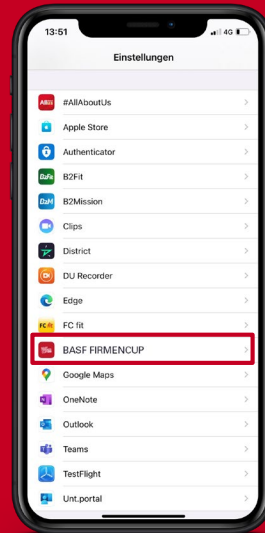 13:51
4G
Einstellungen
#AllAboutUs
Apple Store
Authenticator
B2Fit
B2Mission
Clips
District
DU Recorder
Edge
FC fit
BASF FIRMENCUP
Google Maps
OneNote
Outlook
Teams
TestFlight
Unt.portal